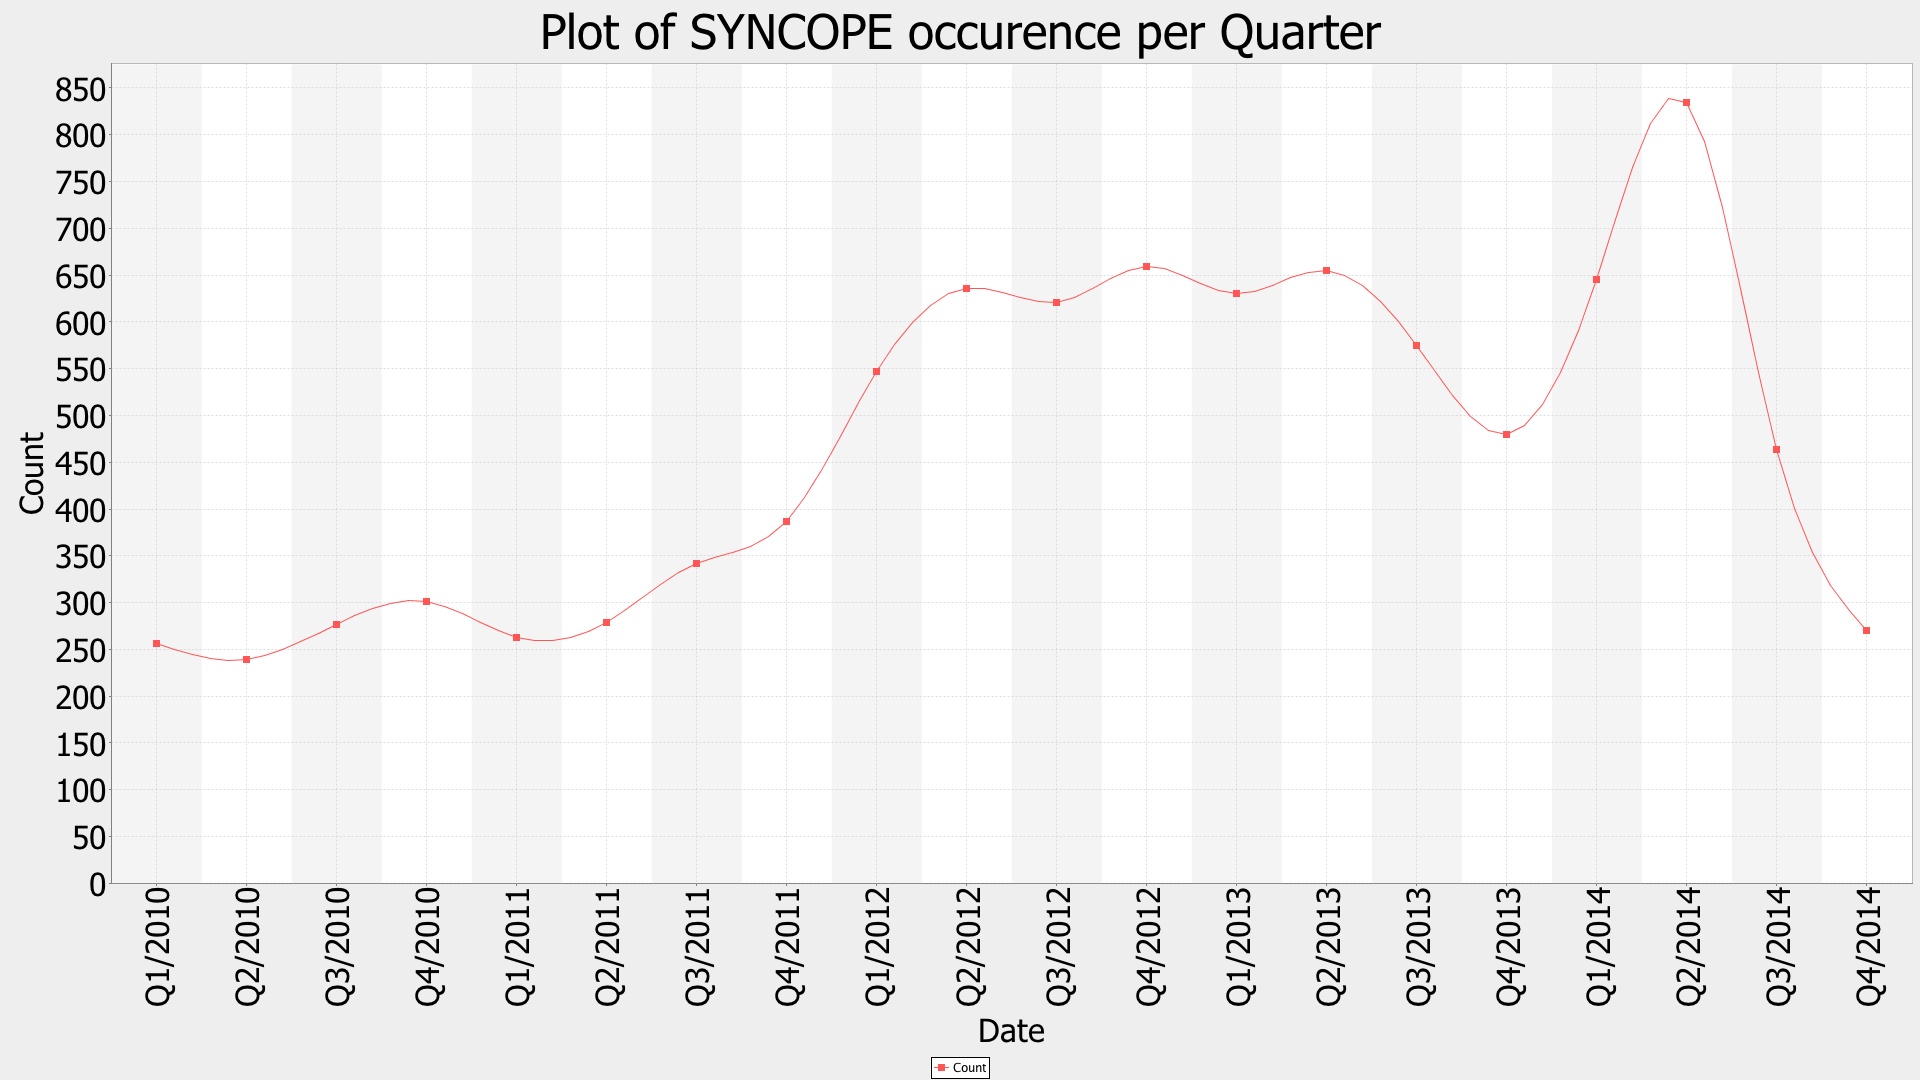 Plot of SYNCOPE occurence per Quarter
850
800
750
700
650
600
550
500
450
400
350
300
250
200
150
100
50
0
Count
Q1/2010
Q2/2010
Q3/2010
Q4/2010
Q1/2011
Q2/2011
Q3/2011
Q4/2011
Q1/2012
Q2/2012
Q3/2012
Q4/2012
Q1/2013
Q2/2013
Q3/2013
Q4/2013
Q1/2014
Q2/2014
Q3/2014
Q4/2014
Date
Count